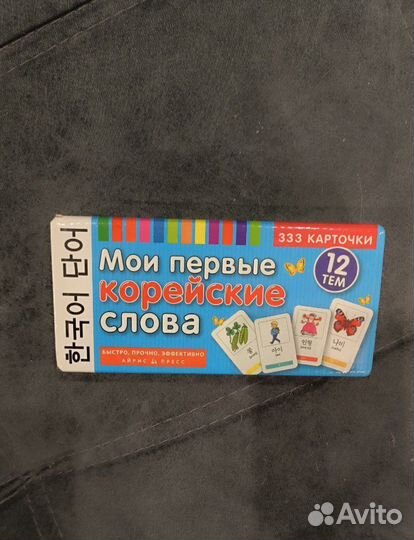 한국어 단어
333 КАРТОЧКИ
Мои первые
корейские
слова
12
ТЕМ
БЫСТРО, ПРОЧНО, ЭФФЕКТИВНО
АЙРИС ПРЕСС
아이
인형
나비
Avito